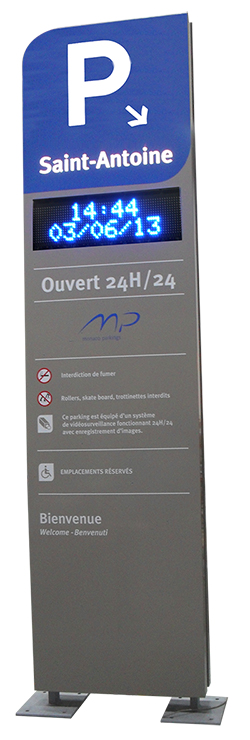 P
Saint-Antoine
14:44
03/06/13
Ouvert 24H/24
MP
Interdiction de fumer
Rollers, skate board, trottinettes interdits
Ce parking est équipé d'un système
de vidéosurveillance fonctionnant 24H/24
avec enregistrement d'images.
EMPLACEMENTS RÉSERVÉS
Bienvenue
Welcome - Benvenuti